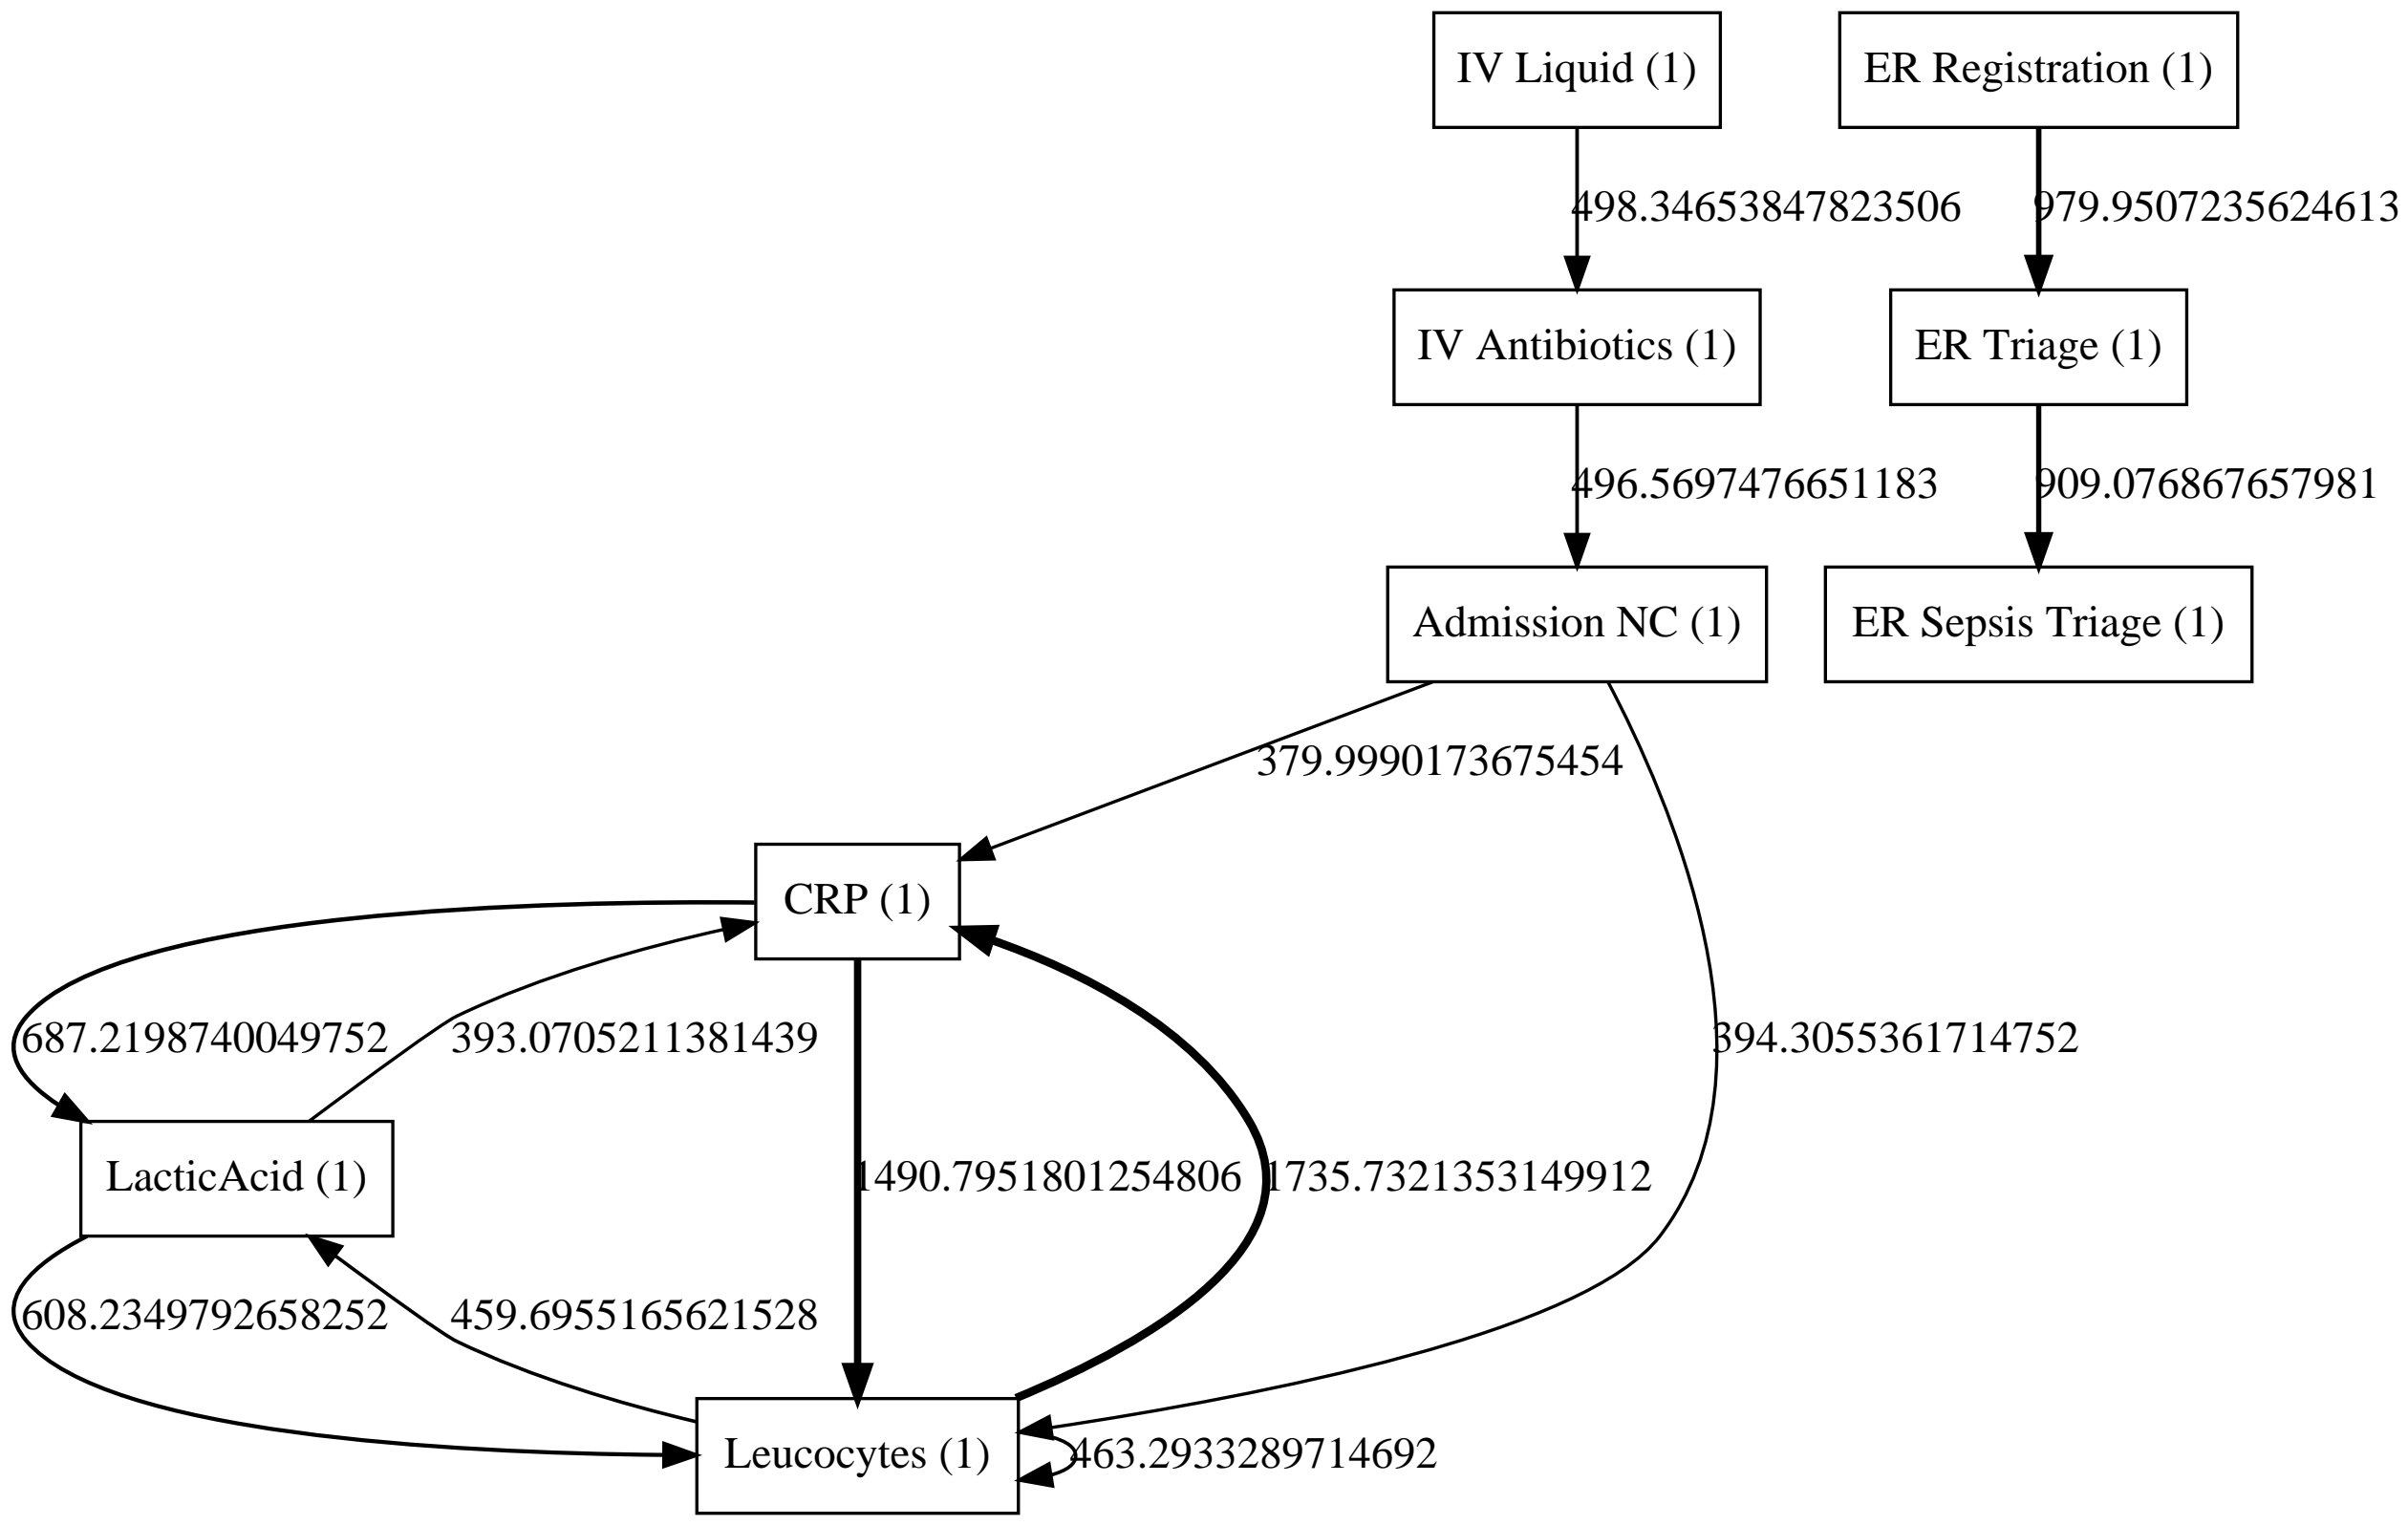 IV Liquid (1)
ER Registration (1)
498.34653847823506
979.9507235624613
IV Antibiotics (1)
ER Triage (1)
496.5697476651183
909.076867657981
Admission NC (1)
ER Sepsis Triage (1)
379.9990173675454
CRP (1)
687.2198740049752
393.0705211381439
394.3055361714752
LacticAcid (1)
1490.7951801254806
1735.7321353149912
608.2349792658252
459.6955165621528
Leucocytes (1)
463.2933289714692